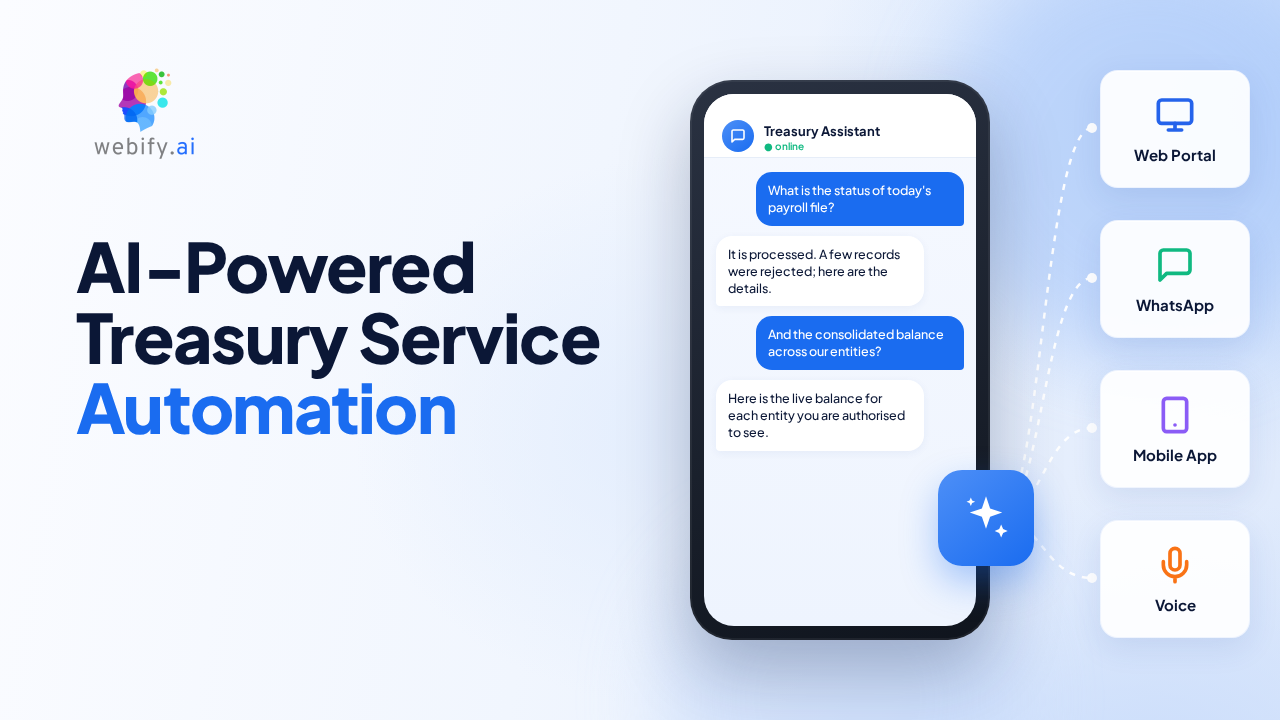 webify.ai
AI–Powered
Treasury Service
Automation
Treasury Assistant
online
What is the status of today's
payroll file?
It is processed. A few records
were rejected; here are the
details.
And the consolidated balance
across our entities?
Here is the live balance for
each entity you are authorised
to see.
Web Portal
WhatsApp
Mobile App
Voice